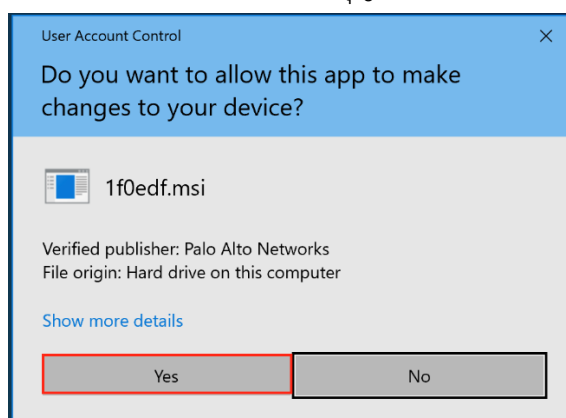 User Account Control
Do you want to allow this app to make
changes to your device?
1f0edf.msi
Verified publisher: Palo Alto Networks
File origin: Hard drive on this computer
Show more details
Yes
No